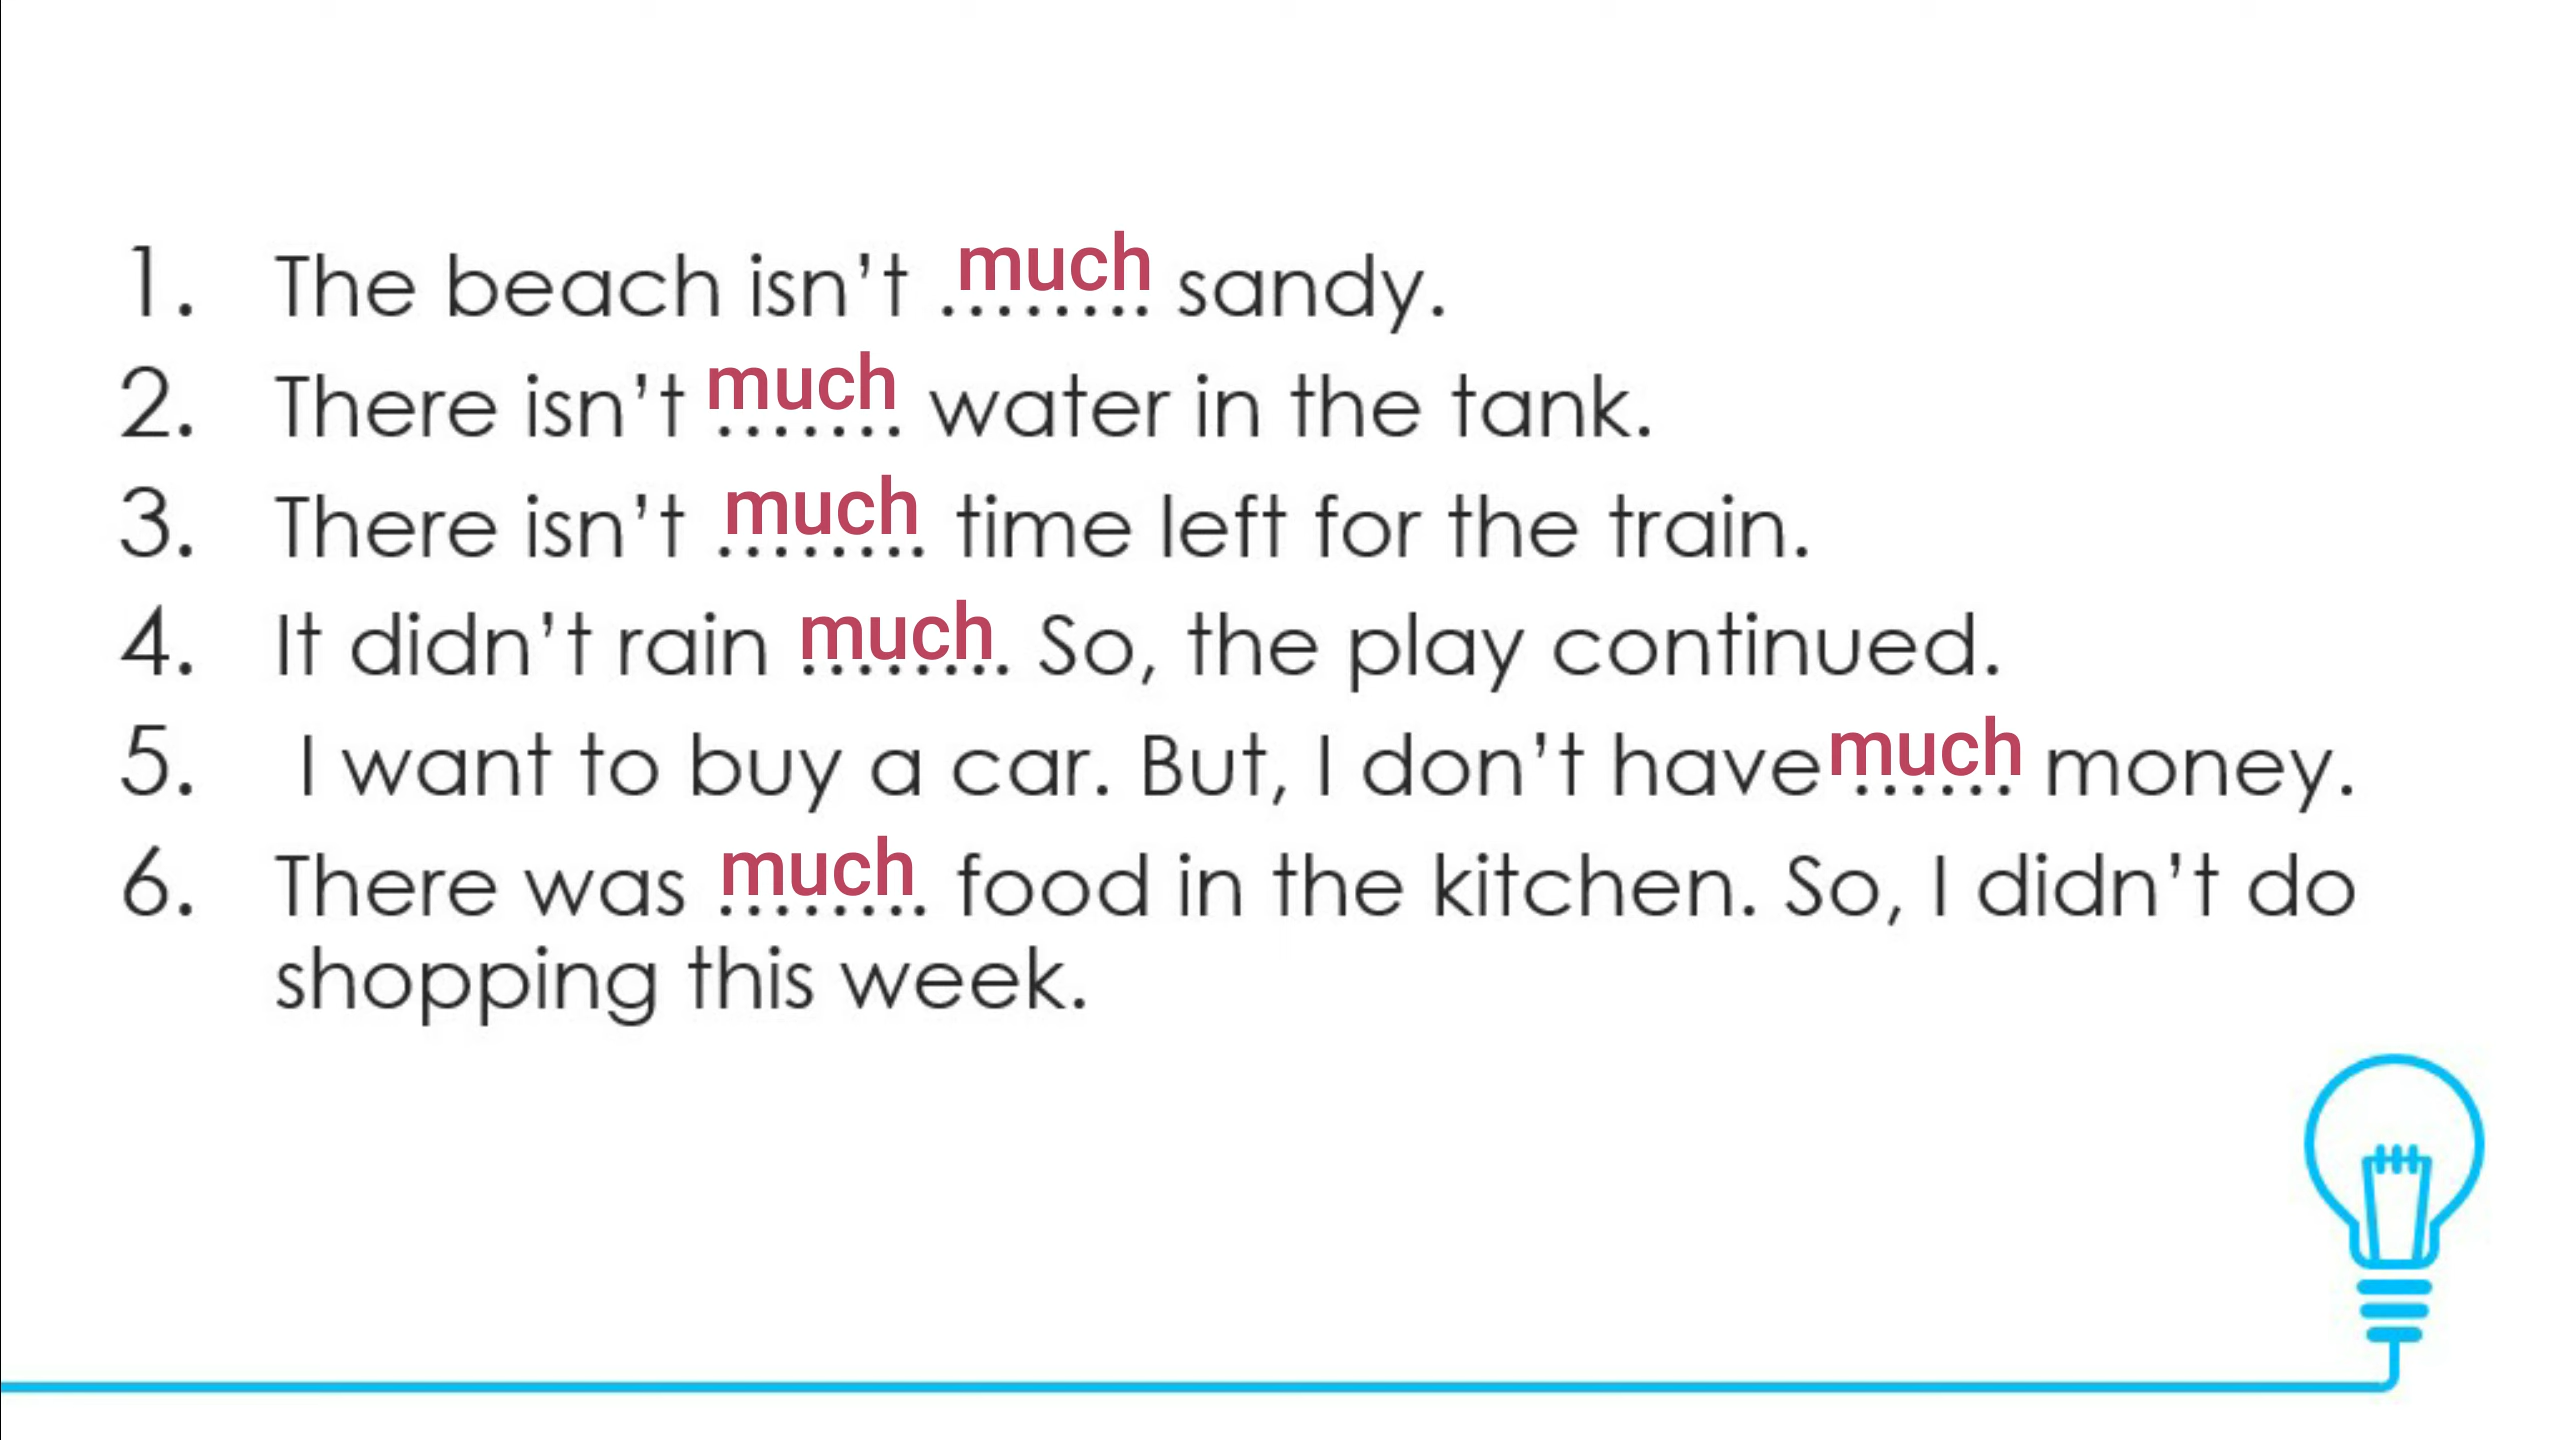 1. The beach isn't .much. sandy.
2. There isn't much water in the tank.
3. There isn't much time left for the train.
4. It didn't rain much. So, the play continued.
5. I want to buy a car. But, I don't have much money.
6. There was much food in the kitchen. So, I didn't do
shopping this week.